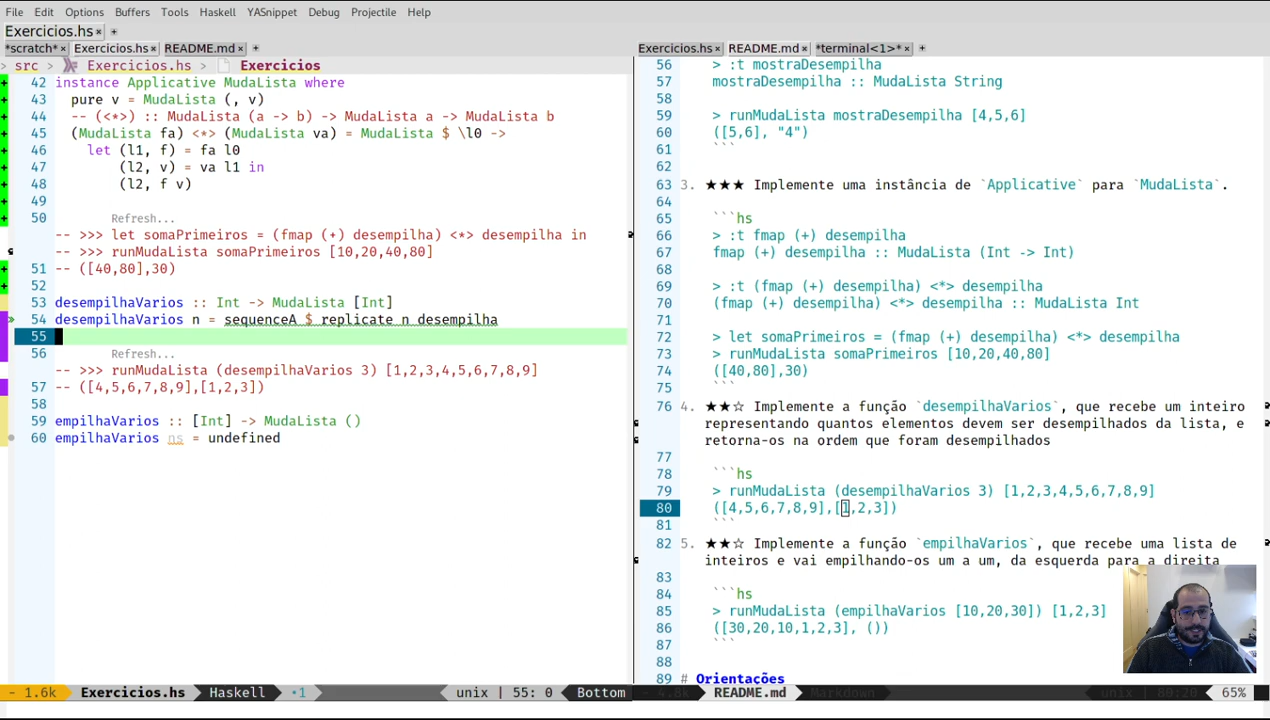 File Edit Options Buffers Tools Haskell YASnippet Debug Projectile Help
Exercicios.hs× +
*scratch*× Exercicios.hs× README.md× +
> src > Exercicios.hs > Exercicios
42 instance Applicative MudaLista where
43 pure v = MudaLista (, v)
44 -- (<*>) :: MudaLista (a -> b) -> MudaLista a -> MudaLista b
45 (MudaLista fa) <*> (MudaLista va) = MudaLista $ \l0 ->
46 let (l1, f) = fa l0
47 (l2, v) = va l1 in
48 (l2, f v)
49
50
Refresh...
-- >>> let somaPrimeiros = (fmap (+) desempilha) <*> desempilha in
-- >>> runMudaLista somaPrimeiros [10,20,40,80]
51 -- ([40,80],30)
52
53 desempilhaVarios :: Int -> MudaLista [Int]
54 desempilhaVarios n = sequenceA $ replicate n desempilha
55
56
Refresh...
-- >>> runMudaLista (desempilhaVarios 3) [1,2,3,4,5,6,7,8,9]
57 -- ([4,5,6,7,8,9],[1,2,3])
58
59 empilhaVarios :: [Int] -> MudaLista ()
60 empilhaVarios ns = undefined
- 1.6k Exercicios.hs Haskell •1 unix | 55: 0 Bottom
Exercicios.hs× README.md× *terminal<1>*× +
56 > :t mostraDesempilha
57 mostraDesempilha :: MudaLista String
58
59 > runMudaLista mostraDesempilha [4,5,6]
60 ([5,6], "4")
61 ```
62
63 3. ★★★ Implemente uma instância de `Applicative` para `MudaLista`.
64
65 ```hs
66 > :t fmap (+) desempilha
67 fmap (+) desempilha :: MudaLista (Int -> Int)
68
69 > :t (fmap (+) desempilha) <*> desempilha
70 (fmap (+) desempilha) <*> desempilha :: MudaLista Int
71
72 > let somaPrimeiros = (fmap (+) desempilha) <*> desempilha
73 > runMudaLista somaPrimeiros [10,20,40,80]
74 ([40,80],30)
75 ```
76 4. ★★☆ Implemente a função `desempilhaVarios`, que recebe um inteiro
representando quantos elementos devem ser desempilhados da lista, e
retorna-os na ordem que foram desempilhados
77
78 ```hs
79 > runMudaLista (desempilhaVarios 3) [1,2,3,4,5,6,7,8,9]
80 ([4,5,6,7,8,9],[1,2,3])
81 ```
82 5. ★★☆ Implemente a função `empilhaVarios`, que recebe uma lista de
inteiros e vai empilhando-os um a um, da esquerda para a direita
83
84 ```hs
85 > runMudaLista (empilhaVarios [10,20,30]) [1,2,3]
86 ([30,20,10,1,2,3], ())
87 ```
88
89 # Orientações
- 4.8k README.md Markdown unix | 80:20 65%